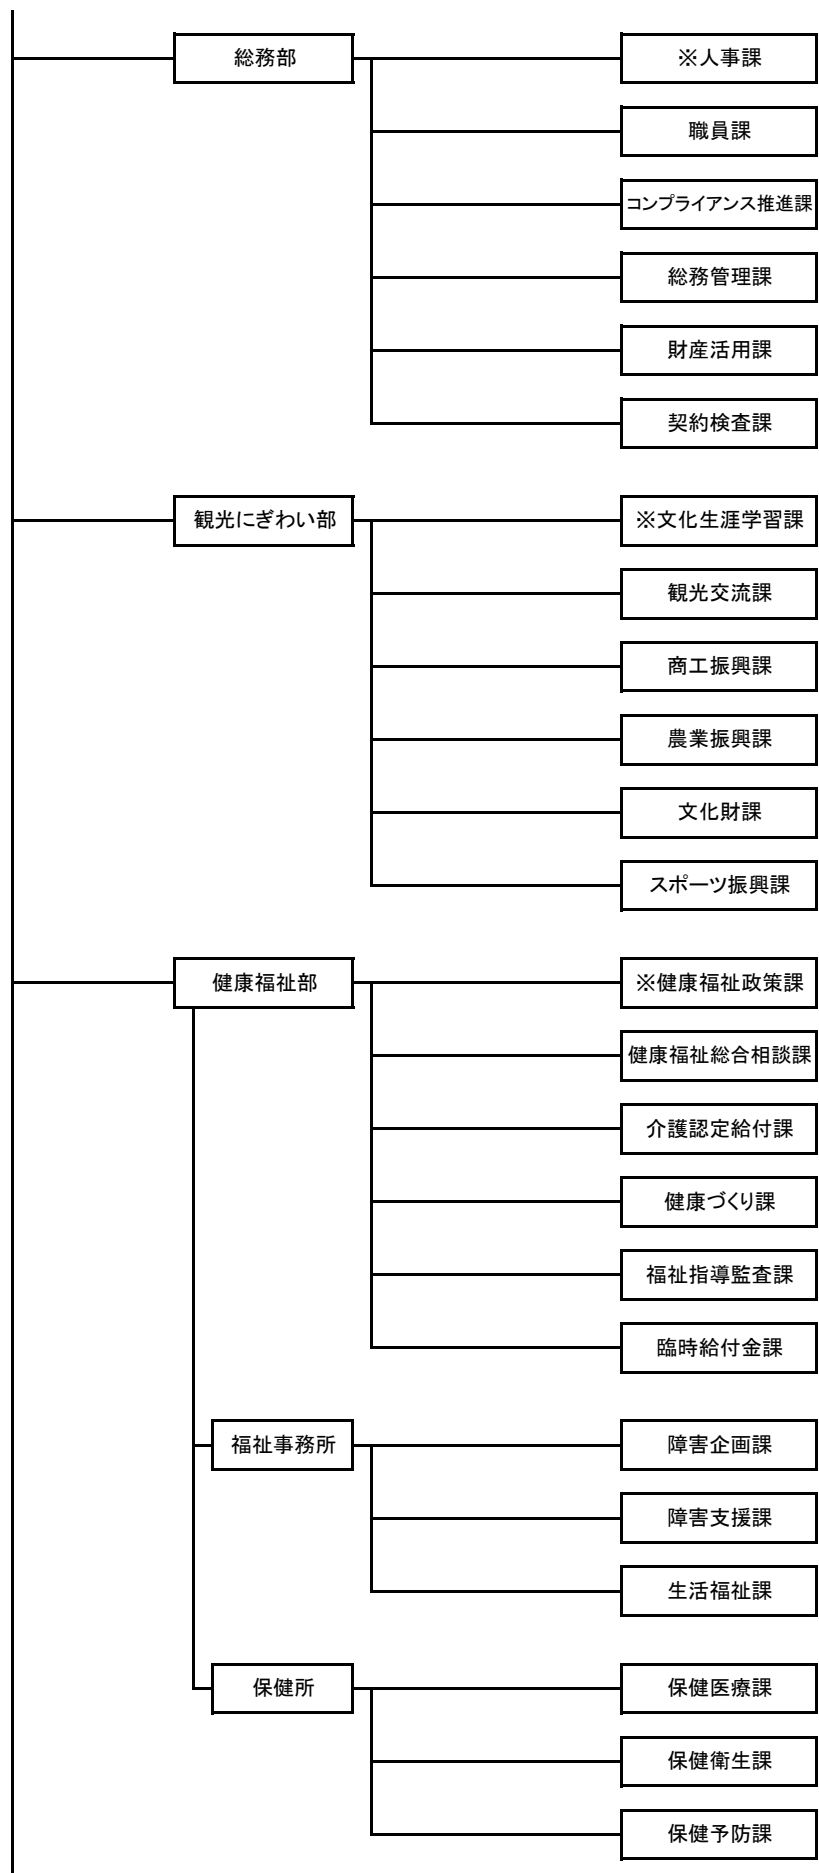 総務部
※人事課
職員課
コンプライアンス推進課
総務管理課
財産活用課
契約検査課
観光にぎわい部
※文化生涯学習課
観光交流課
商工振興課
農業振興課
文化財課
スポーツ振興課
健康福祉部
※健康福祉政策課
健康福祉総合相談課
介護認定給付課
健康づくり課
福祉指導監査課
臨時給付金課
福祉事務所
障害企画課
障害支援課
生活福祉課
保健所
保健医療課
保健衛生課
保健予防課